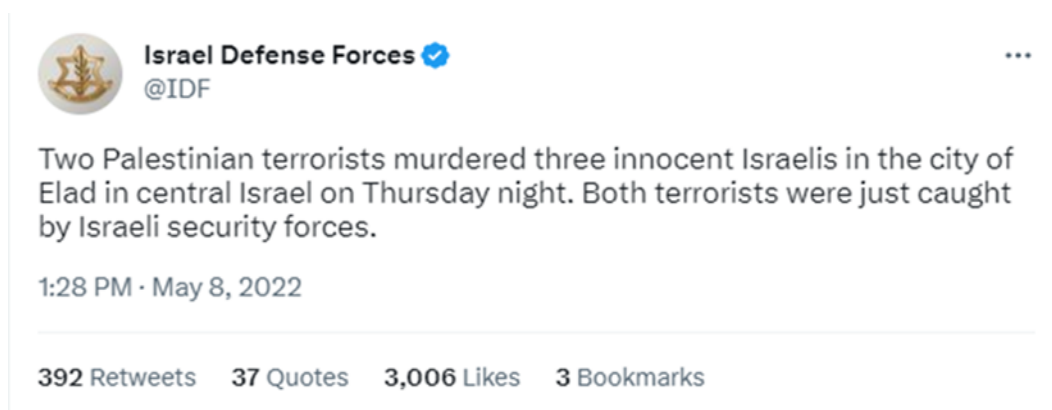 Israel Defense Forces
@IDF
Two Palestinian terrorists murdered three innocent Israelis in the city of
Elad in central Israel on Thursday night. Both terrorists were just caught
by Israeli security forces.
1:28 PM · May 8, 2022
392 Retweets 37 Quotes 3,006 Likes 3 Bookmarks